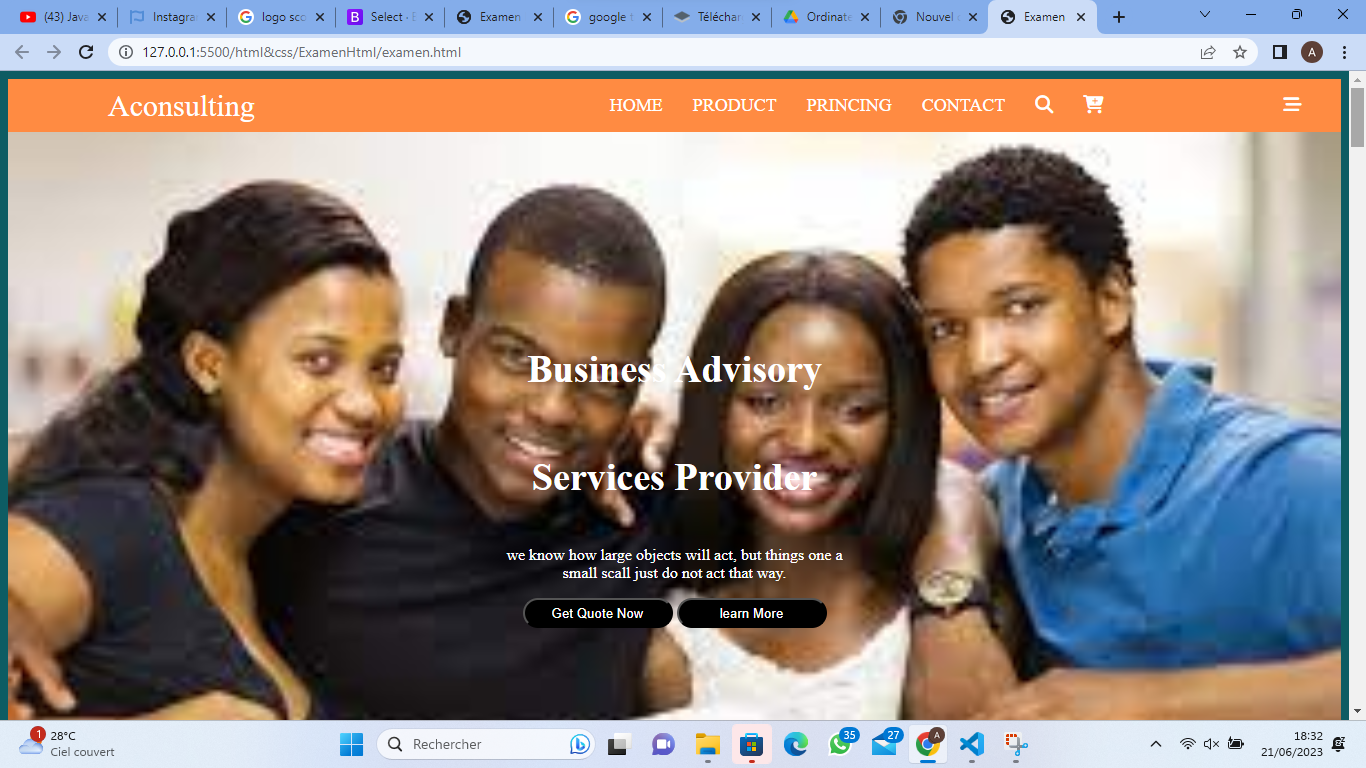 (43) Java
Instagra
logo sco
Select · B
Examen
google t
Téléchar
Ordinate
Nouvel o
Examen
127.0.0.1:5500/html&css/ExamenHtml/examen.html
A
Aconsulting
HOME PRODUCT PRINCING CONTACT
Business Advisory
Services Provider
we know how large objects will act, but things one a
small scall just do not act that way.
Get Quote Now learn More
1
28°C
Ciel couvert
Rechercher
35
27
A
18:32
21/06/2023